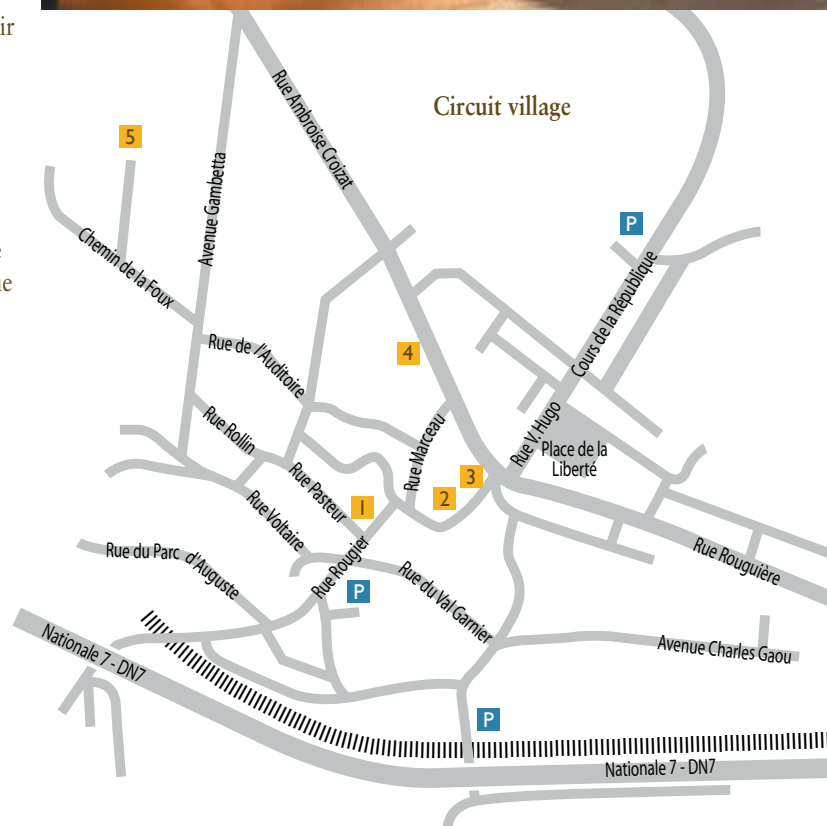 ir
Circuit village
Rue Ambroise Croizat
5
Avenue Gambetta
P
Chemin de la Foux
e
ue
Cours de la République
Rue de l'Auditoire
4
Rue Rollin
Rue Marceau
Rue V. Hugo
Place de la
Liberté
3
2
Rue Pasteur
1
Rue Voltaire
Rue du Parc d'Auguste
Rue Rougier
P
Rue du Val Garnier
Rue Rouguière
Nationale 7 - DN7
Avenue Charles Gaou
P
Nationale 7 - DN7